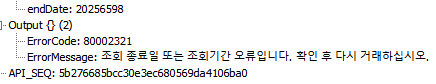 endDate: 20256598
Output {} (2)
ErrorCode: 80002321
ErrorMessage: 조회 종료일 또는 조회기간 오류입니다. 확인 후 다시 거래하십시오.
API_SEQ: 5b276685bcc30e3ec680569da4106ba0